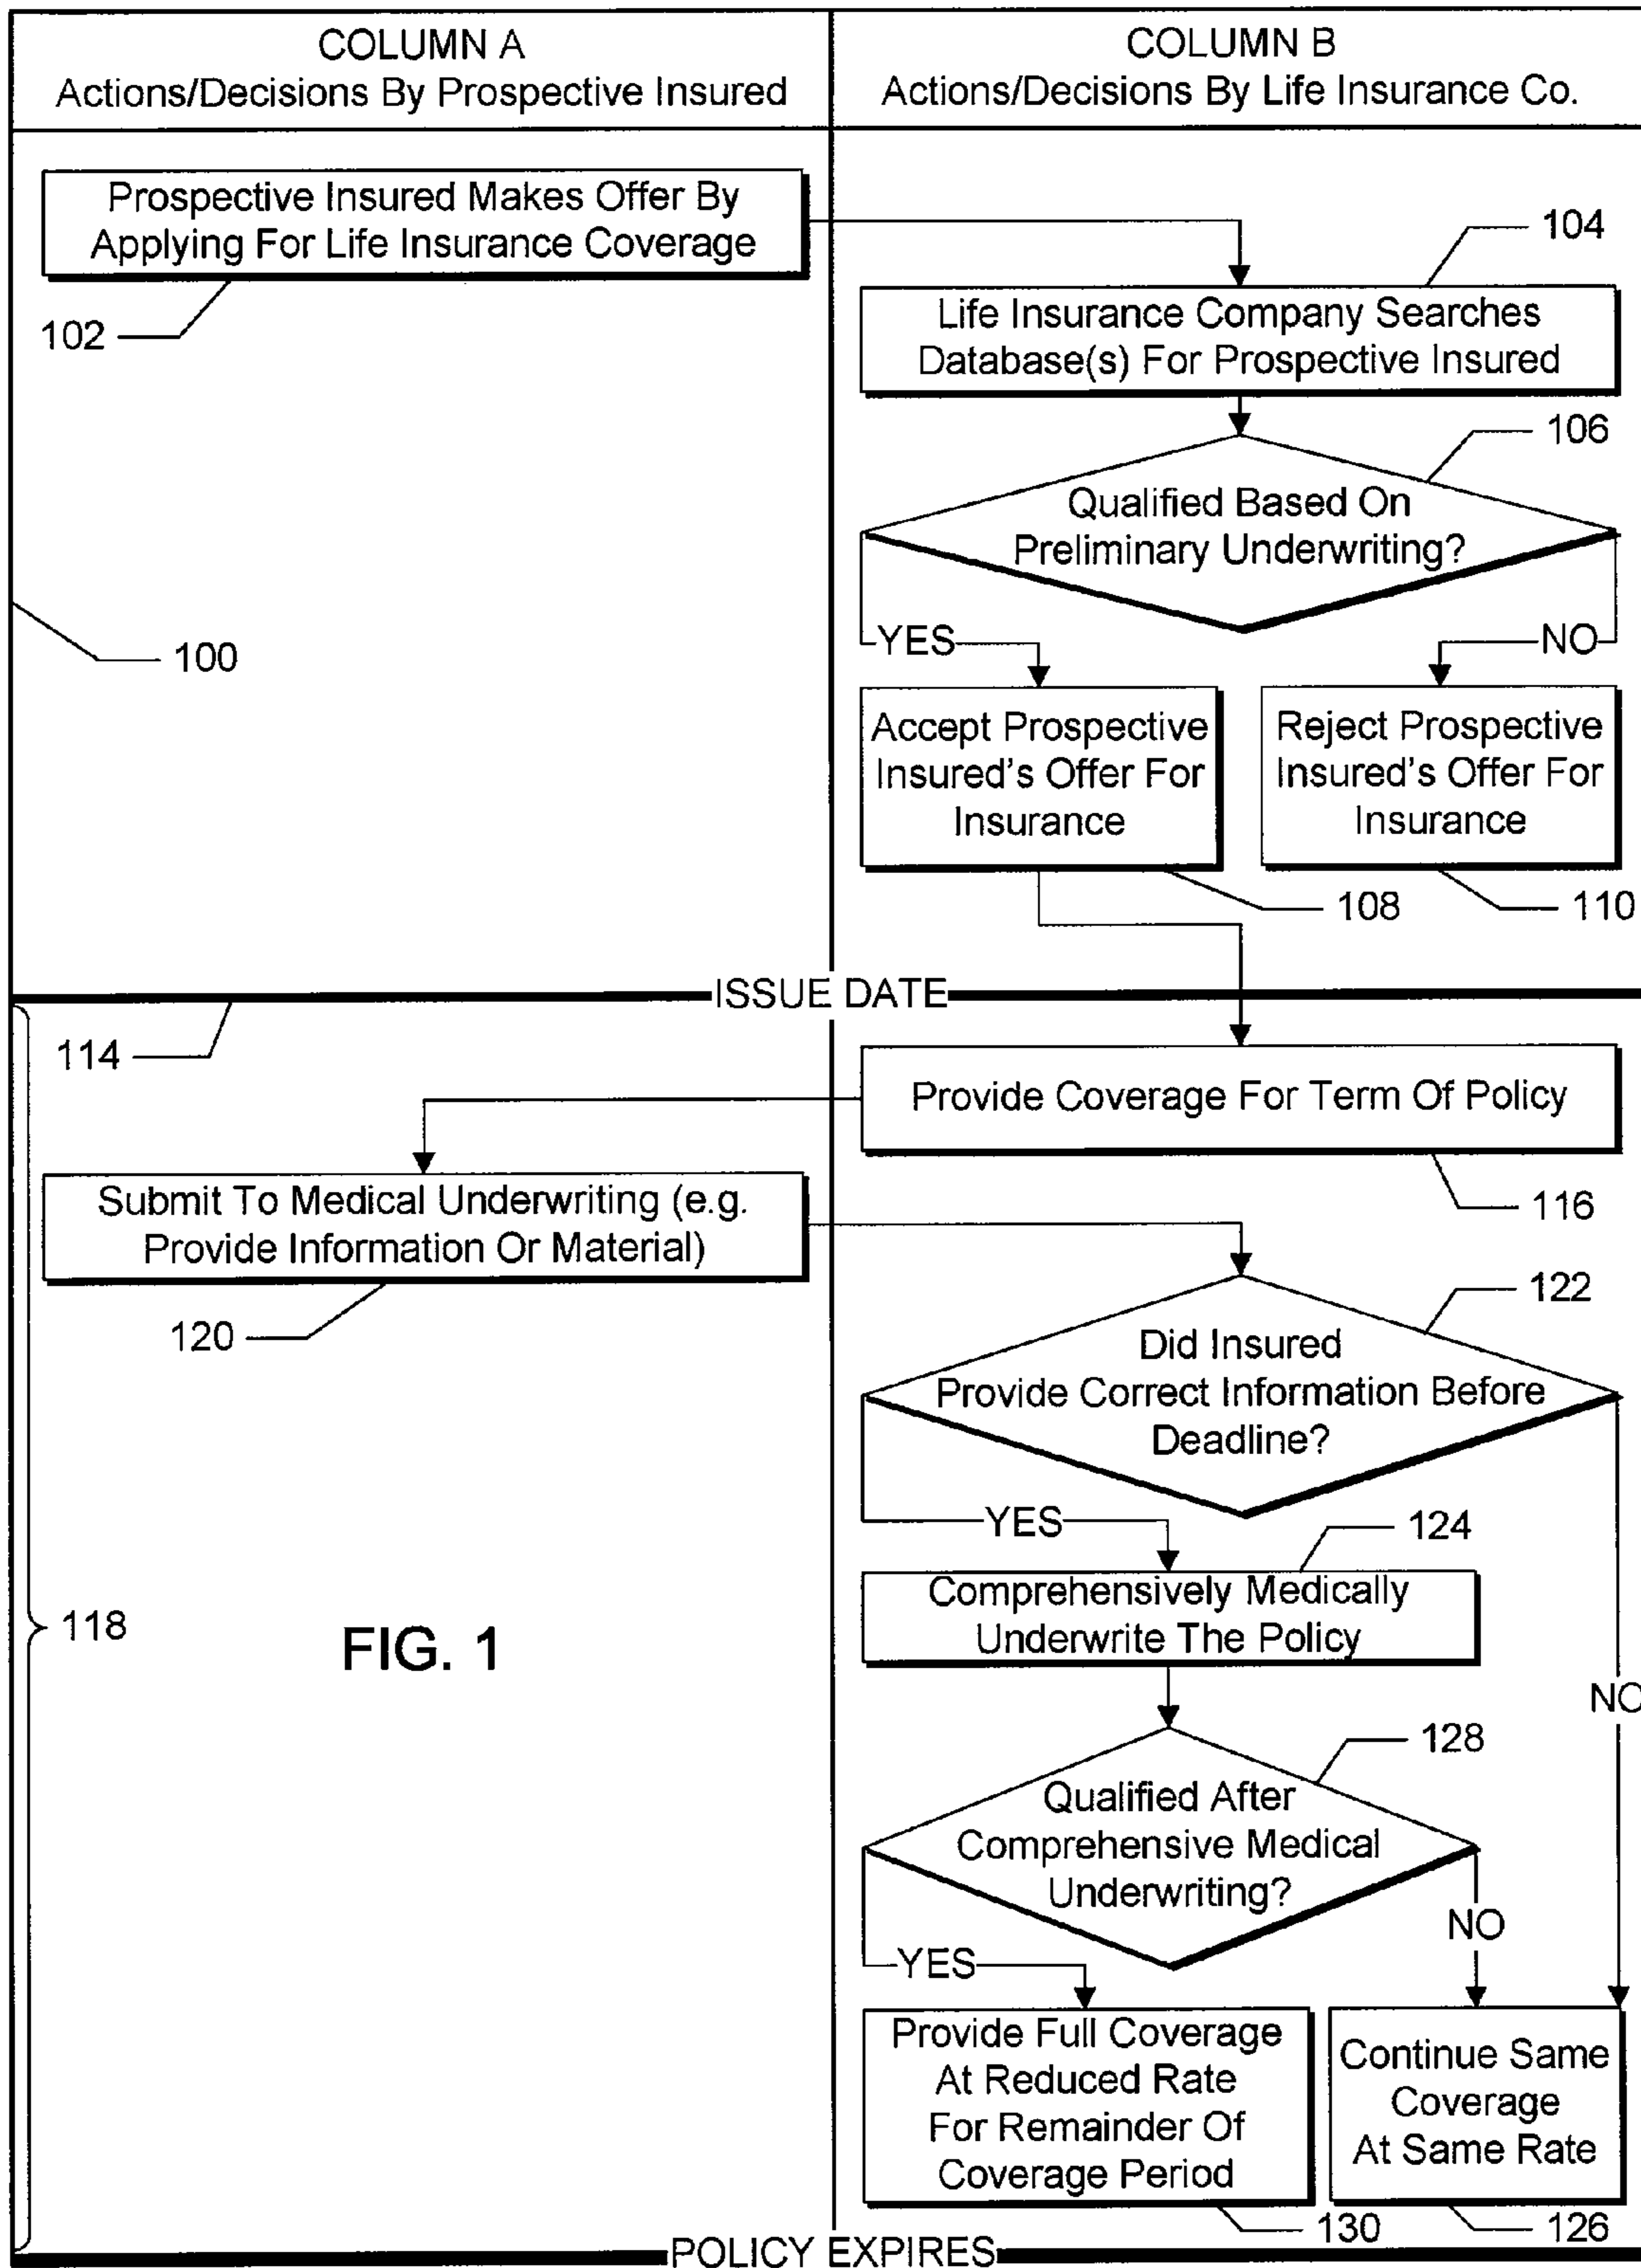 COLUMN A
Actions/Decisions By Prospective Insured
COLUMN B
Actions/Decisions By Life Insurance Co.
Prospective Insured Makes Offer By
Applying For Life Insurance Coverage
102
104
Life Insurance Company Searches
Database(s) For Prospective Insured
106
Qualified Based On
Preliminary Underwriting?
100
YES
NO
Accept Prospective
Insured's Offer For
Insurance
Reject Prospective
Insured's Offer For
Insurance
108
110
ISSUE DATE
114
Provide Coverage For Term Of Policy
116
Submit To Medical Underwriting (e.g.
Provide Information Or Material)
120
122
Did Insured
Provide Correct Information Before
Deadline?
YES
124
Comprehensively Medically
Underwrite The Policy
118
FIG. 1
NO
128
Qualified After
Comprehensive Medical
Underwriting?
NO
YES
Provide Full Coverage
At Reduced Rate
For Remainder Of
Coverage Period
Continue Same
Coverage
At Same Rate
130
126
POLICY EXPIRES